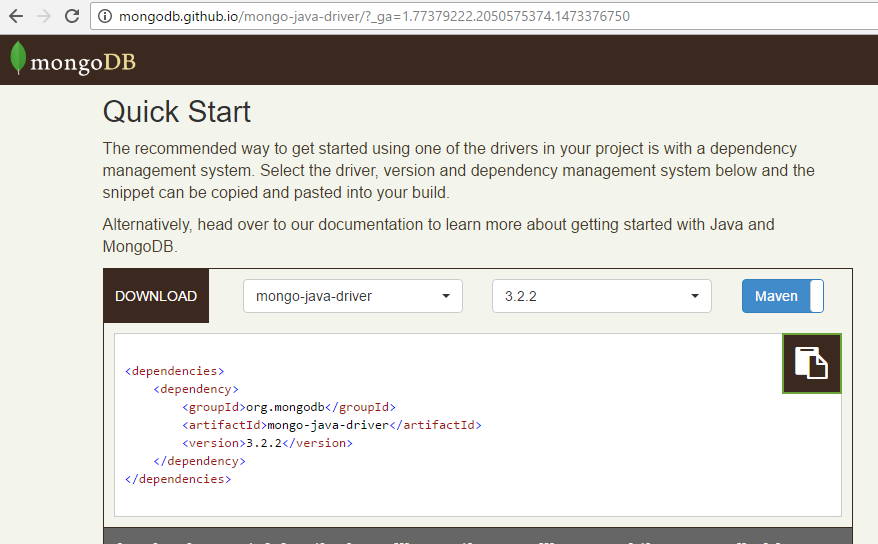 mongodb.github.io/mongo-java-driver/?_ga=1.77379222.2050575374.1473376750
mongoDB
Quick Start
The recommended way to get started using one of the drivers in your project is with a dependency
management system. Select the driver, version and dependency management system below and the
snippet can be copied and pasted into your build.
Alternatively, head over to our documentation to learn more about getting started with Java and
MongoDB.
DOWNLOAD mongo-java-driver 3.2.2 Maven
<dependencies>
    <dependency>
        <groupId>org.mongodb</groupId>
        <artifactId>mongo-java-driver</artifactId>
        <version>3.2.2</version>
    </dependency>
</dependencies>